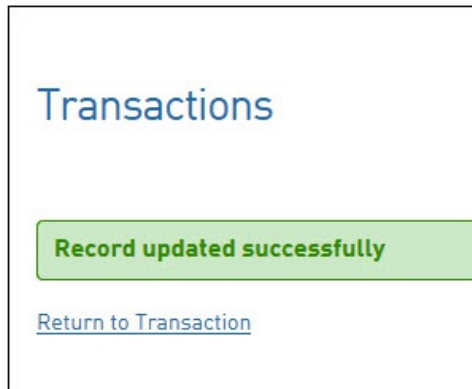 Transactions
Record updated successfully
Return to Transaction